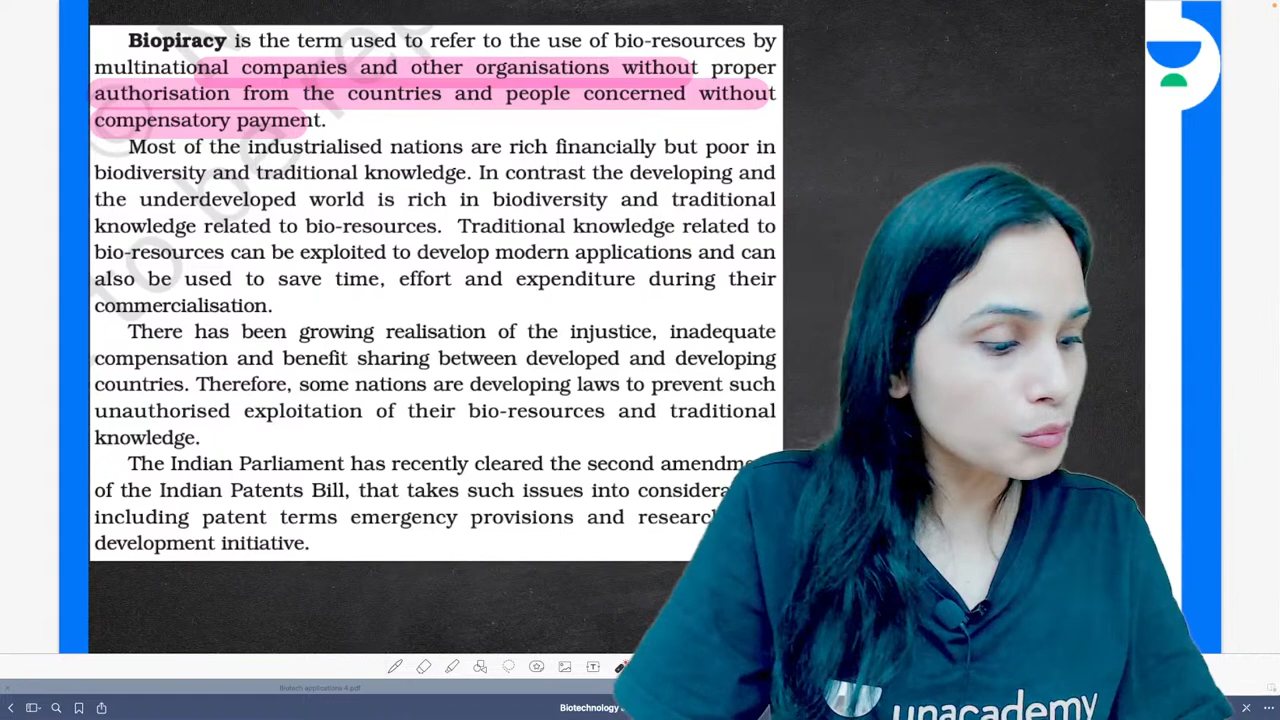 Biopiracy is the term used to refer to the use of bio-resources by
multinational companies and other organisations without proper
authorisation from the countries and people concerned without
compensatory payment.
Most of the industrialised nations are rich financially but poor in
biodiversity and traditional knowledge. In contrast the developing and
the underdeveloped world is rich in biodiversity and traditional
knowledge related to bio-resources. Traditional knowledge related to
bio-resources can be exploited to develop modern applications and can
also be used to save time, effort and expenditure during their
commercialisation.
There has been growing realisation of the injustice, inadequate
compensation and benefit sharing between developed and developing
countries. Therefore, some nations are developing laws to prevent such
unauthorised exploitation of their bio-resources and traditional
knowledge.
The Indian Parliament has recently cleared the second amendme
of the Indian Patents Bill, that takes such issues into considera
including patent terms emergency provisions and research
development initiative.
unacademy
Biotech applications 4.pdf
Biotechnology